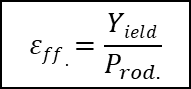 ε_ff. = Y_ield / P_rod.